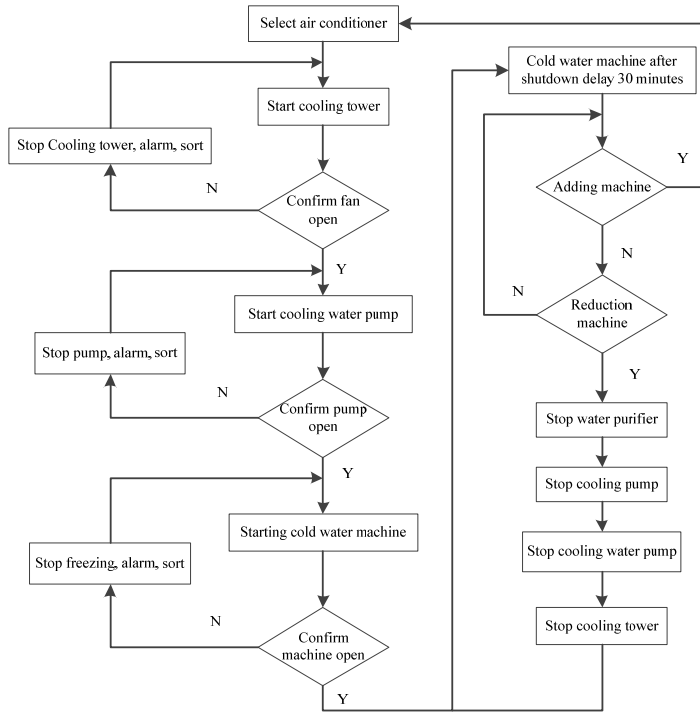 Select air conditioner
Start cooling tower
Stop Cooling tower, alarm, sort
N
Confirm fan
open
Y
Start cooling water pump
Stop pump, alarm, sort
N
Confirm pump
open
Y
Starting cold water machine
Stop freezing, alarm, sort
N
Confirm
machine open
Y
Cold water machine after
shutdown delay 30 minutes
Adding machine
Y
N
N
Reduction
machine
Y
Stop water purifier
Stop cooling pump
Stop cooling water pump
Stop cooling tower